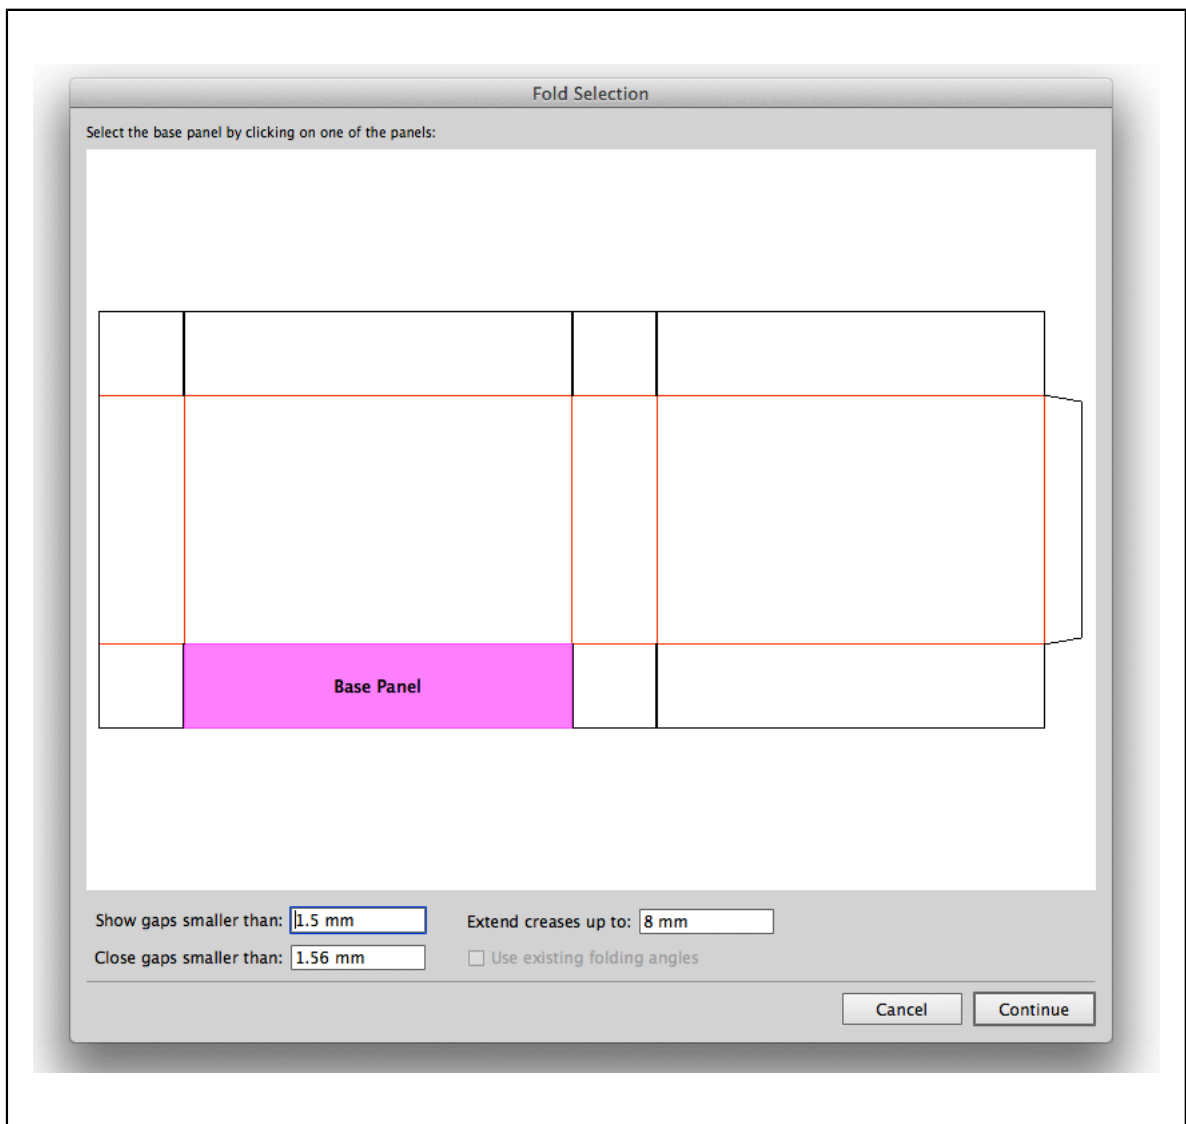 Fold Selection
Select the base panel by clicking on one of the panels:
Base Panel
Show gaps smaller than: 1.5 mm Extend creases up to: 8 mm
Close gaps smaller than: 1.56 mm Use existing folding angles
Cancel Continue